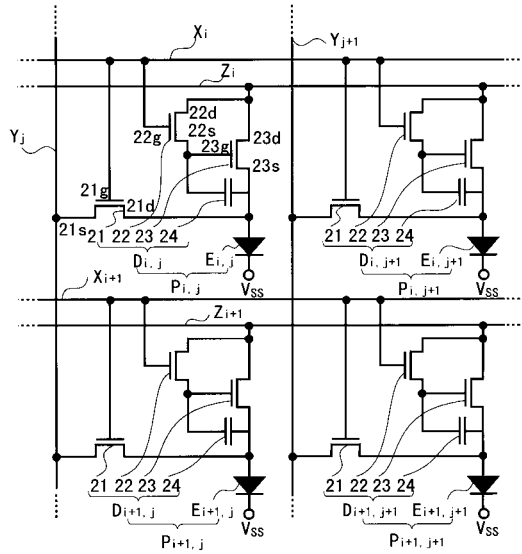 Xi Yj+1
Zi
Yj
22d
22g 22s 23d
23g
23s
21g
21d
21s 21 22 23 24
21 22 23 24
Di,j Ei,j
Di,j+1 Ei,j+1
Pi,j VSS
Pi,j+1 VSS
Xi+1
Zi+1
21 22 23 24
21 22 23 24
Di+1,j Ei+1,j
Di+1,j+1 Ei+1,j+1
Pi+1,j VSS
Pi+1,j+1 VSS